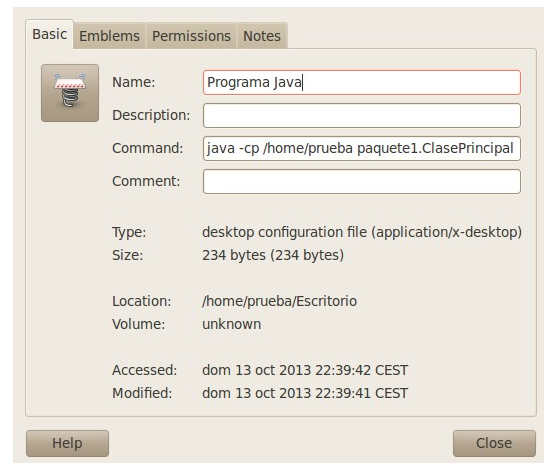 Basic Emblems Permissions Notes
Name: Programa Java
Description:
Command: java -cp /home/prueba paquete1.ClasePrincipal
Comment:
Type: desktop configuration file (application/x-desktop)
Size: 234 bytes (234 bytes)
Location: /home/prueba/Escritorio
Volume: unknown
Accessed: dom 13 oct 2013 22:39:42 CEST
Modified: dom 13 oct 2013 22:39:41 CEST
Help Close